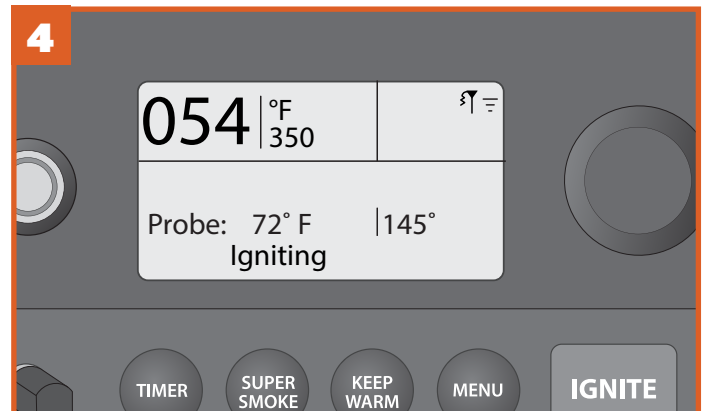 4
054 °F
350
Probe: 72° F 145°
Igniting
TIMER
SUPER
SMOKE
KEEP
WARM
MENU
IGNITE